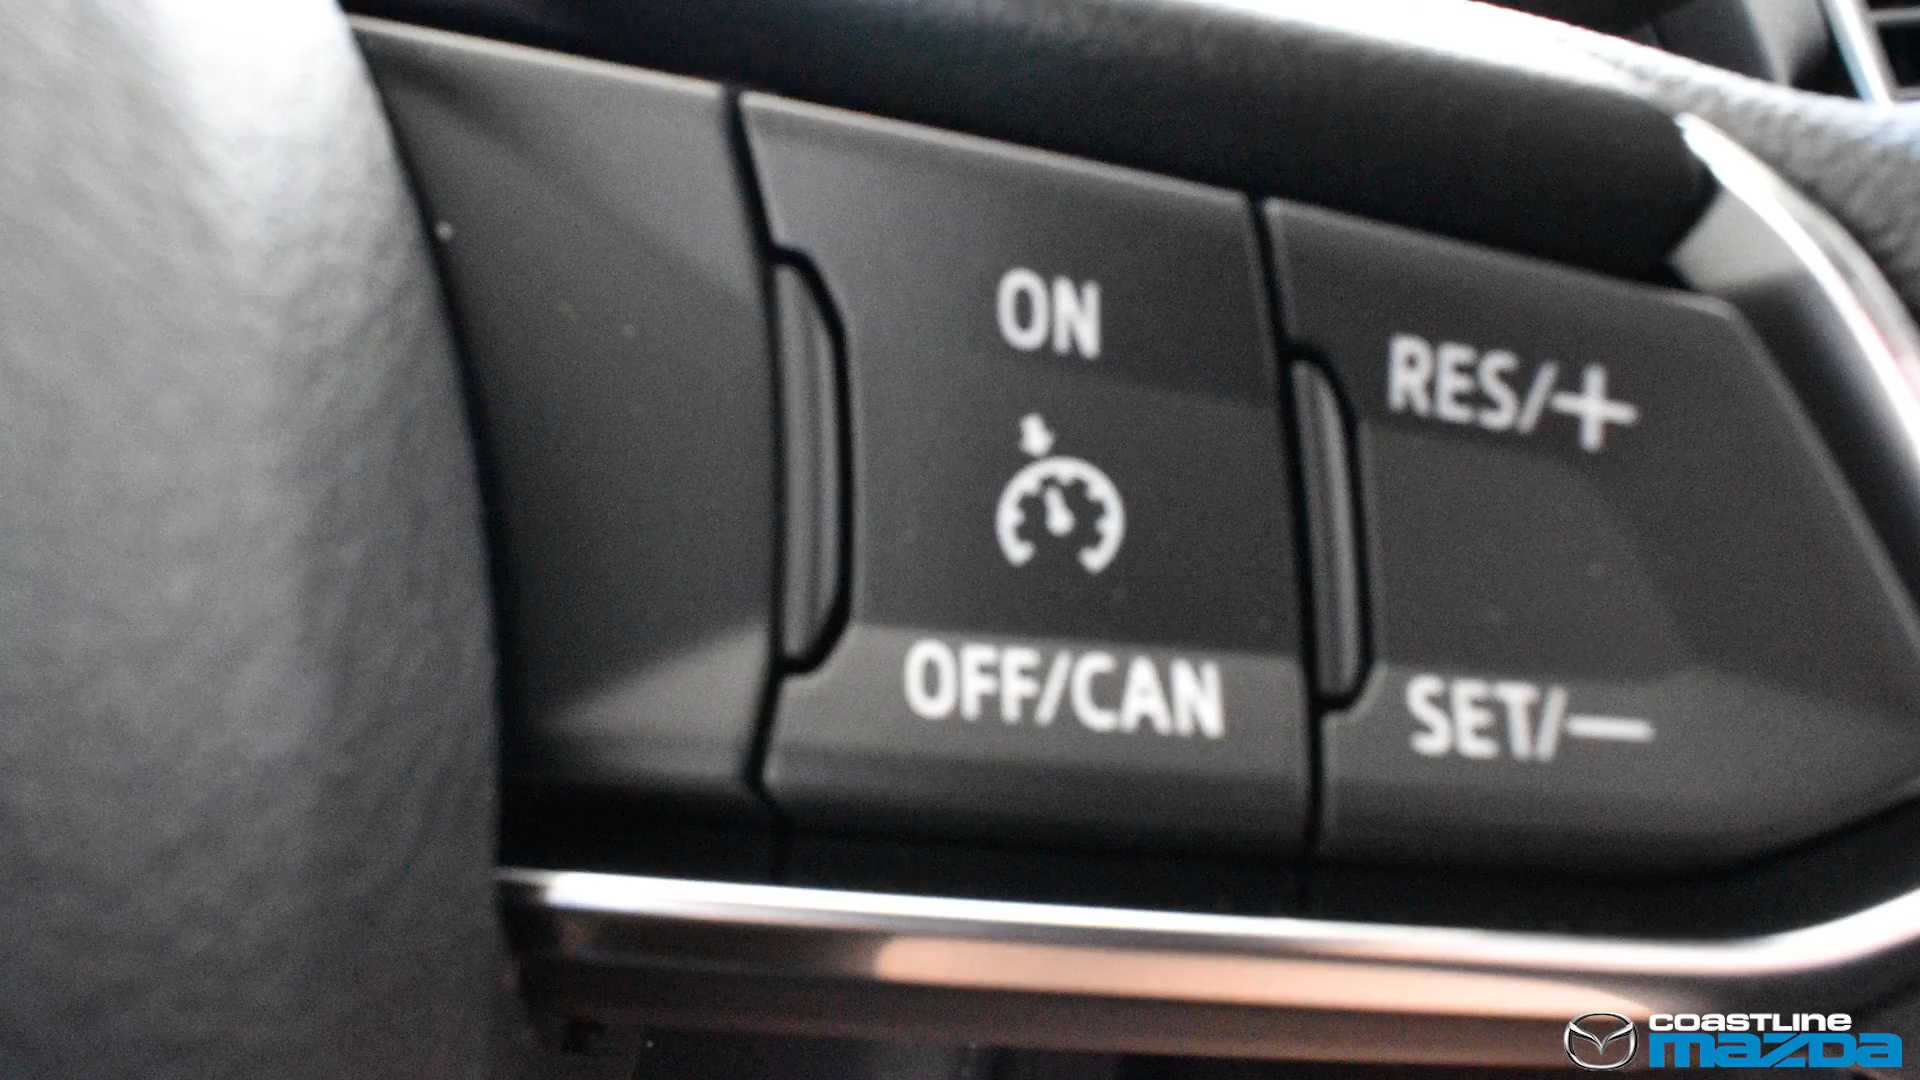 ON
RES/+
OFF/CAN
SET/—
COASTLINE
mazda